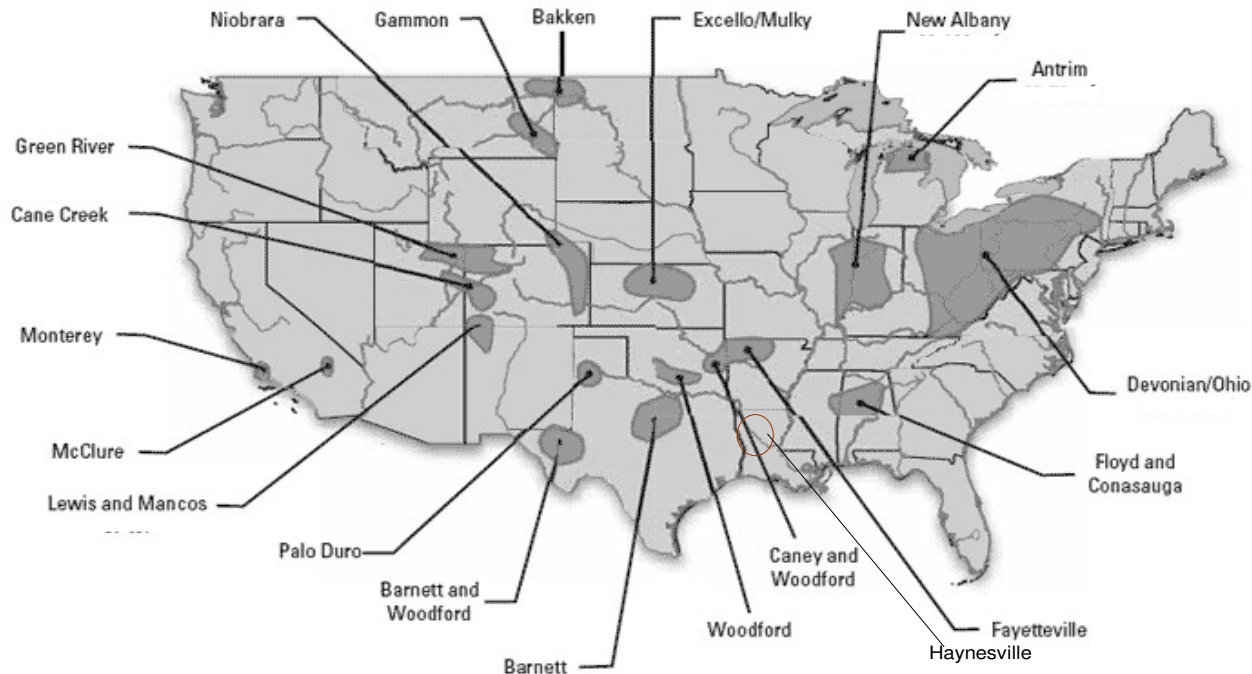 Niobrara
Gammon
Bakken
Excello/Mulky
New Albany
Antrim
Green River
Cane Creek
Monterey
McClure
Lewis and Mancos
Palo Duro
Barnett and
Woodford
Barnett
Woodford
Caney and
Woodford
Fayetteville
Haynesville
Floyd and
Conasauga
Devonian/Ohio